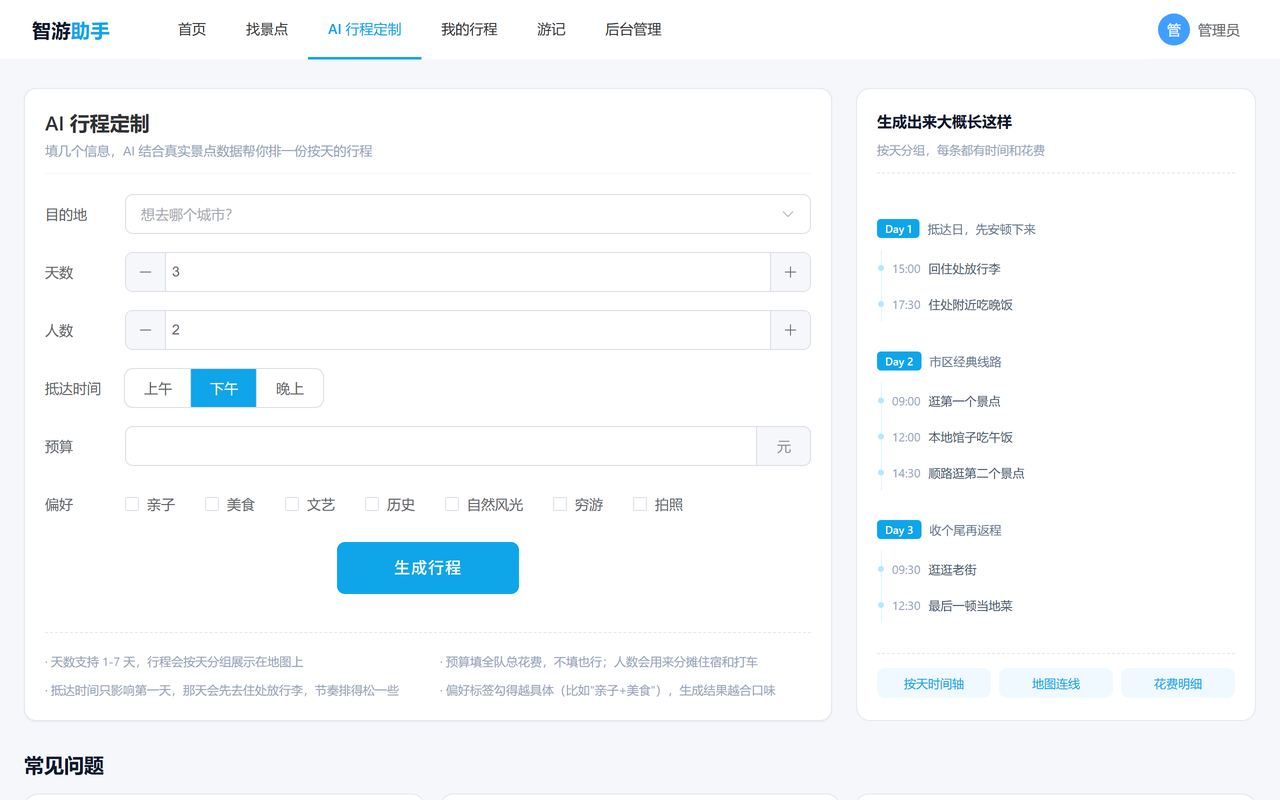 智游助手
首页 找景点 AI 行程定制 我的行程 游记 后台管理
管 管理员
AI 行程定制
填几个信息，AI 结合真实景点数据帮你排一份按天的行程
目的地 想去哪个城市?
天数 3
人数 2
抵达时间 上午 下午 晚上
预算 元
偏好 亲子 美食 文艺 历史 自然风光 穷游 拍照
生成行程
· 天数支持 1-7 天，行程会按天分组展示在地图上
· 预算填全队总花费，不填也行；人数会用来分摊住宿和打车
· 抵达时间只影响第一天，那天会先去住处放行李，节奏排得松一些
· 偏好标签勾得越具体（比如"亲子+美食"），生成结果越合口味
生成出来大概长这样
按天分组，每条都有时间和花费
Day 1 抵达日，先安顿下来
15:00 回住处放行李
17:30 住处附近吃晚饭
Day 2 市区经典线路
09:00 逛第一个景点
12:00 本地馆子吃午饭
14:30 顺路逛第二个景点
Day 3 收个尾再返程
09:30 逛逛老街
12:30 最后一顿当地菜
按天时间轴 地图连线 花费明细
常见问题